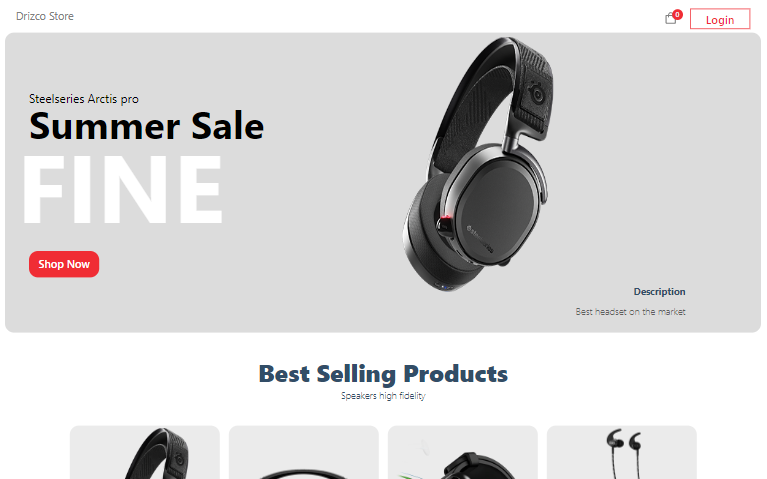 Drizco Store
0
Login
Steelseries Arctis pro
Summer Sale
FINE
Shop Now
Description
Best headset on the market
Best Selling Products
Speakers high fidelity